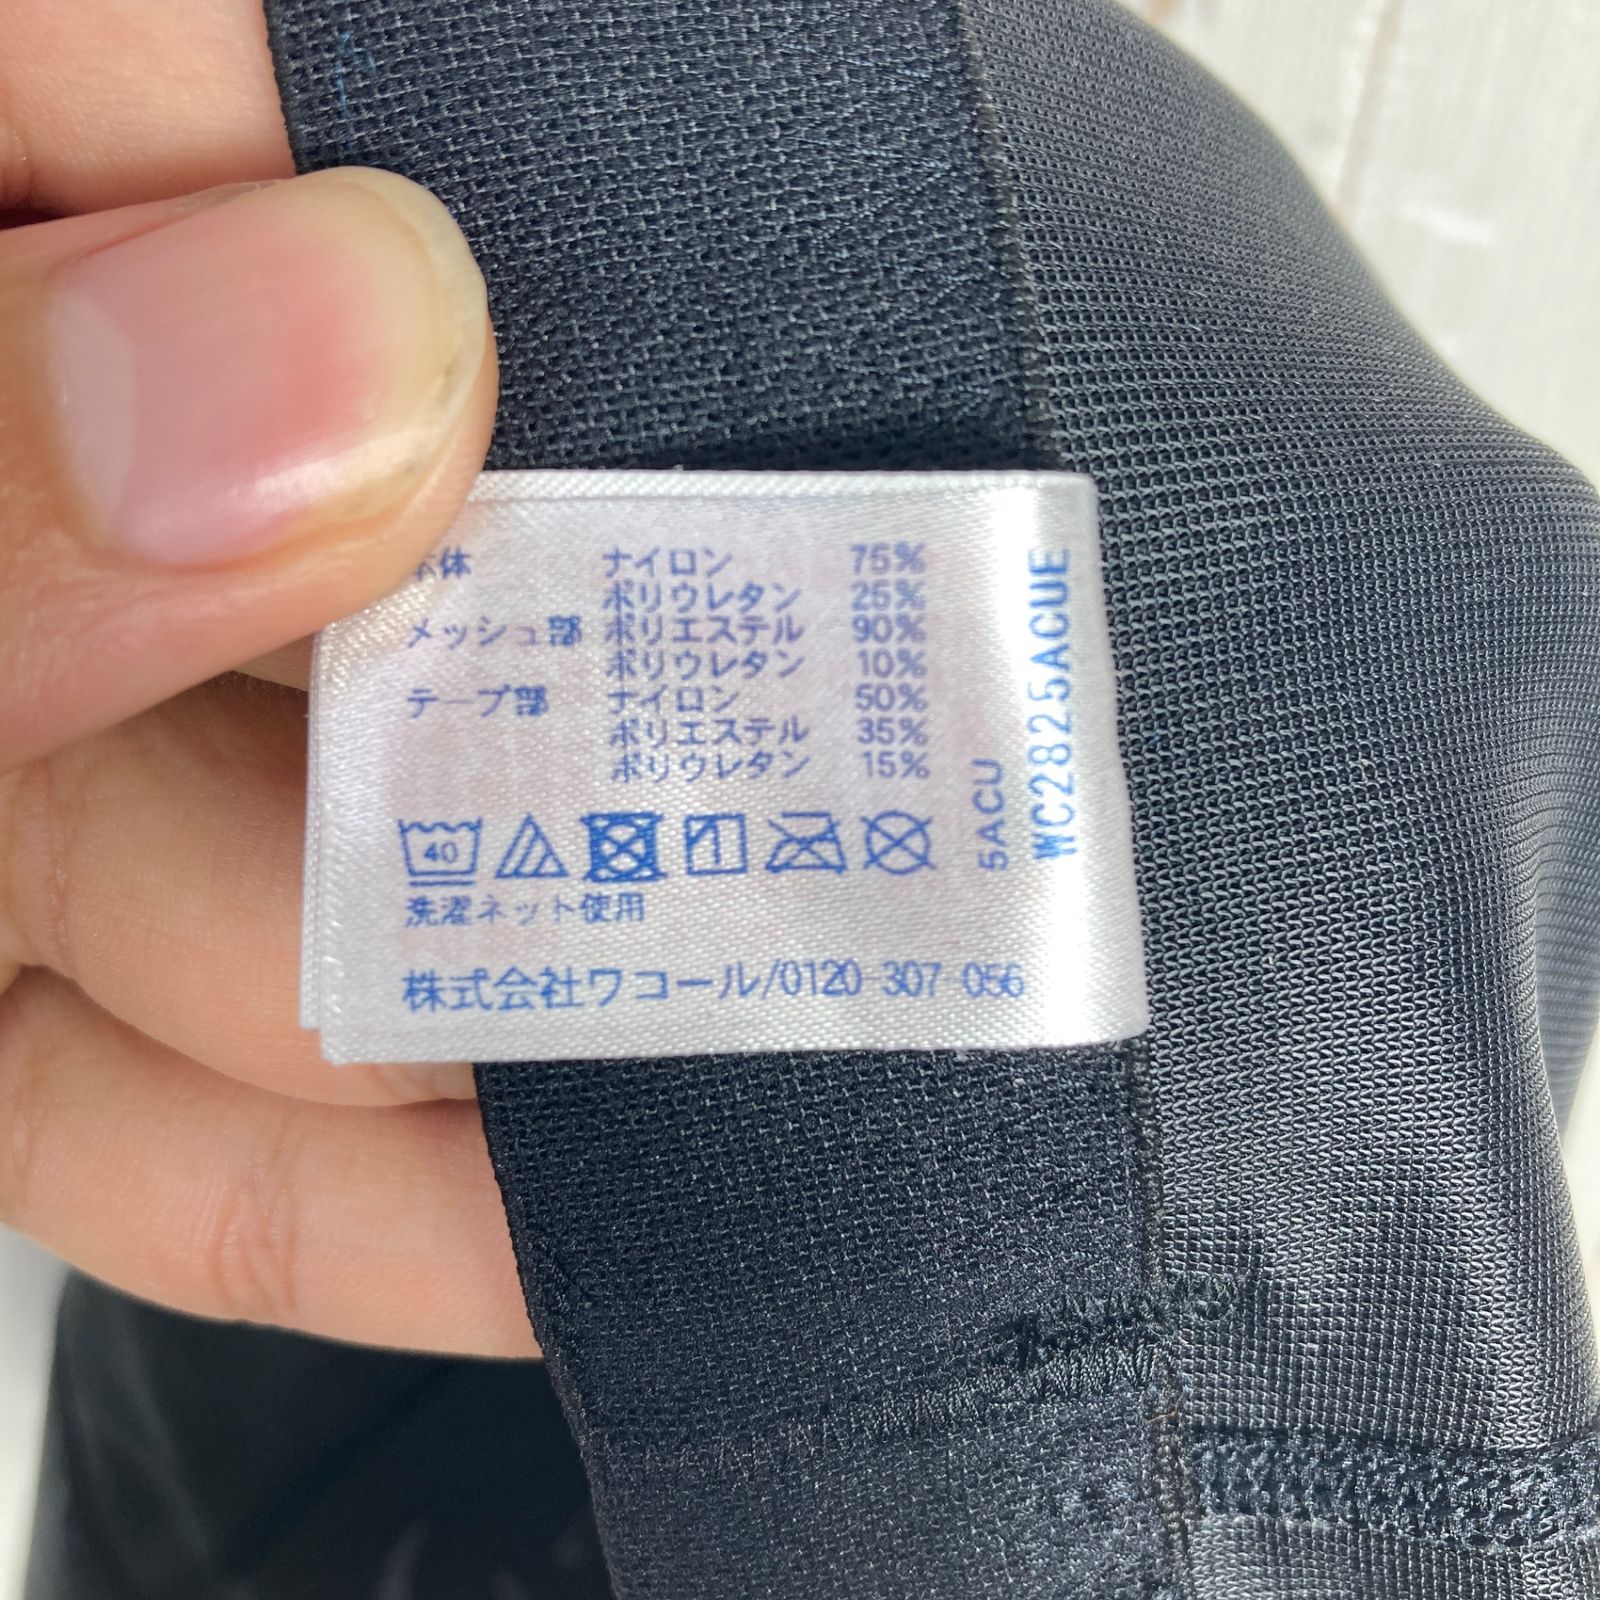 本体 ナイロン 75%
ポリウレタン 25%
メッシュ部 ポリエステル 90%
ポリウレタン 10%
テープ部 ナイロン 50%
ポリエステル 35%
ポリウレタン 15%
40
洗濯ネット使用
株式会社ワコール/0120-307-056
5ACU
WC2825ACUE